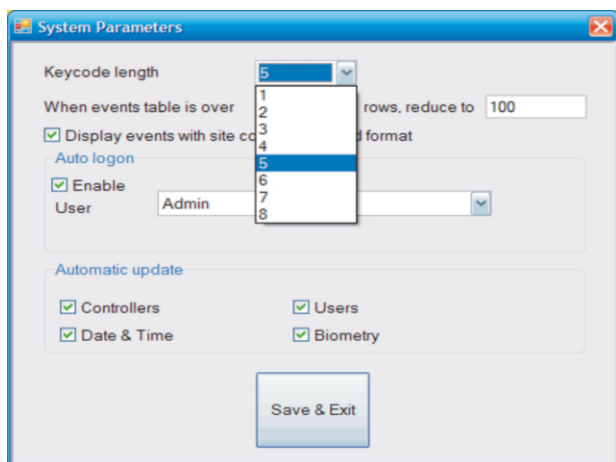 System Parameters
Keycode length 5
1
When events table is over rows, reduce to 100
2
3
Display events with site co d format
4
Auto logon
5
Enable
6
User Admin
7
8
Automatic update
Controllers Users
Date & Time Biometry
Save & Exit